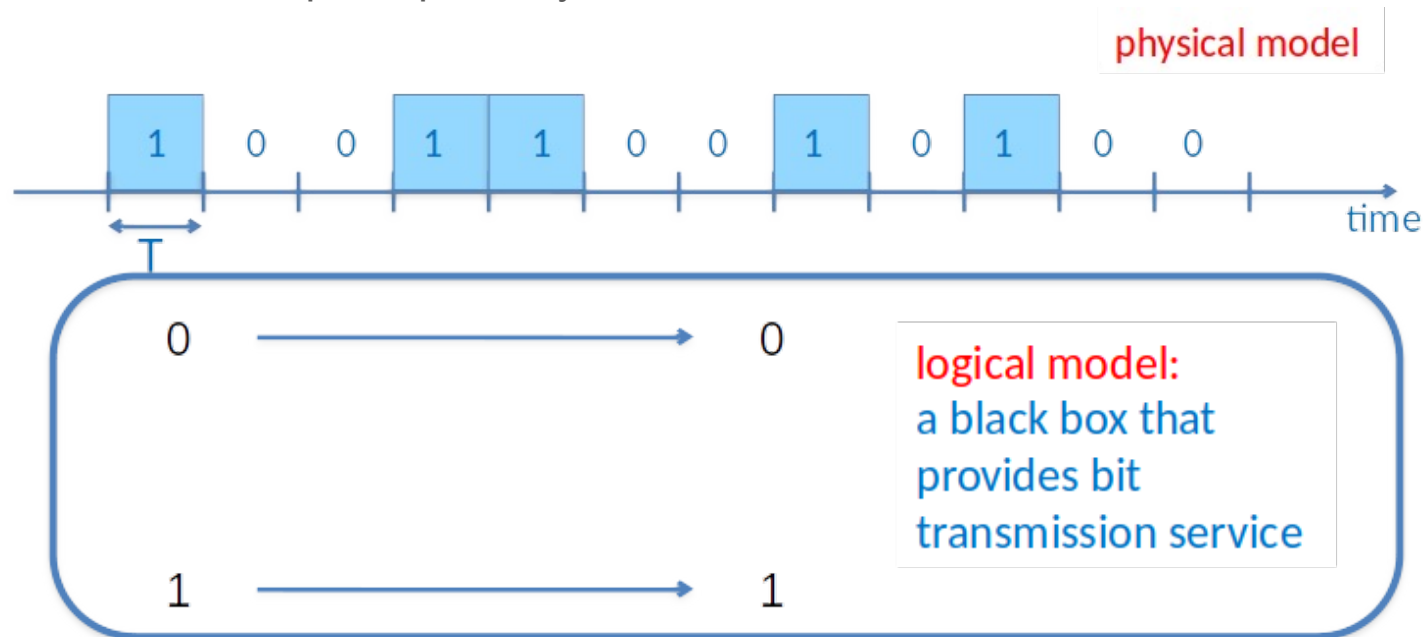 physical model
1 0 0 1 1 0 0 1 0 1 0 0
time
T
0 0
logical model:
a black box that
provides bit
transmission service
1 1